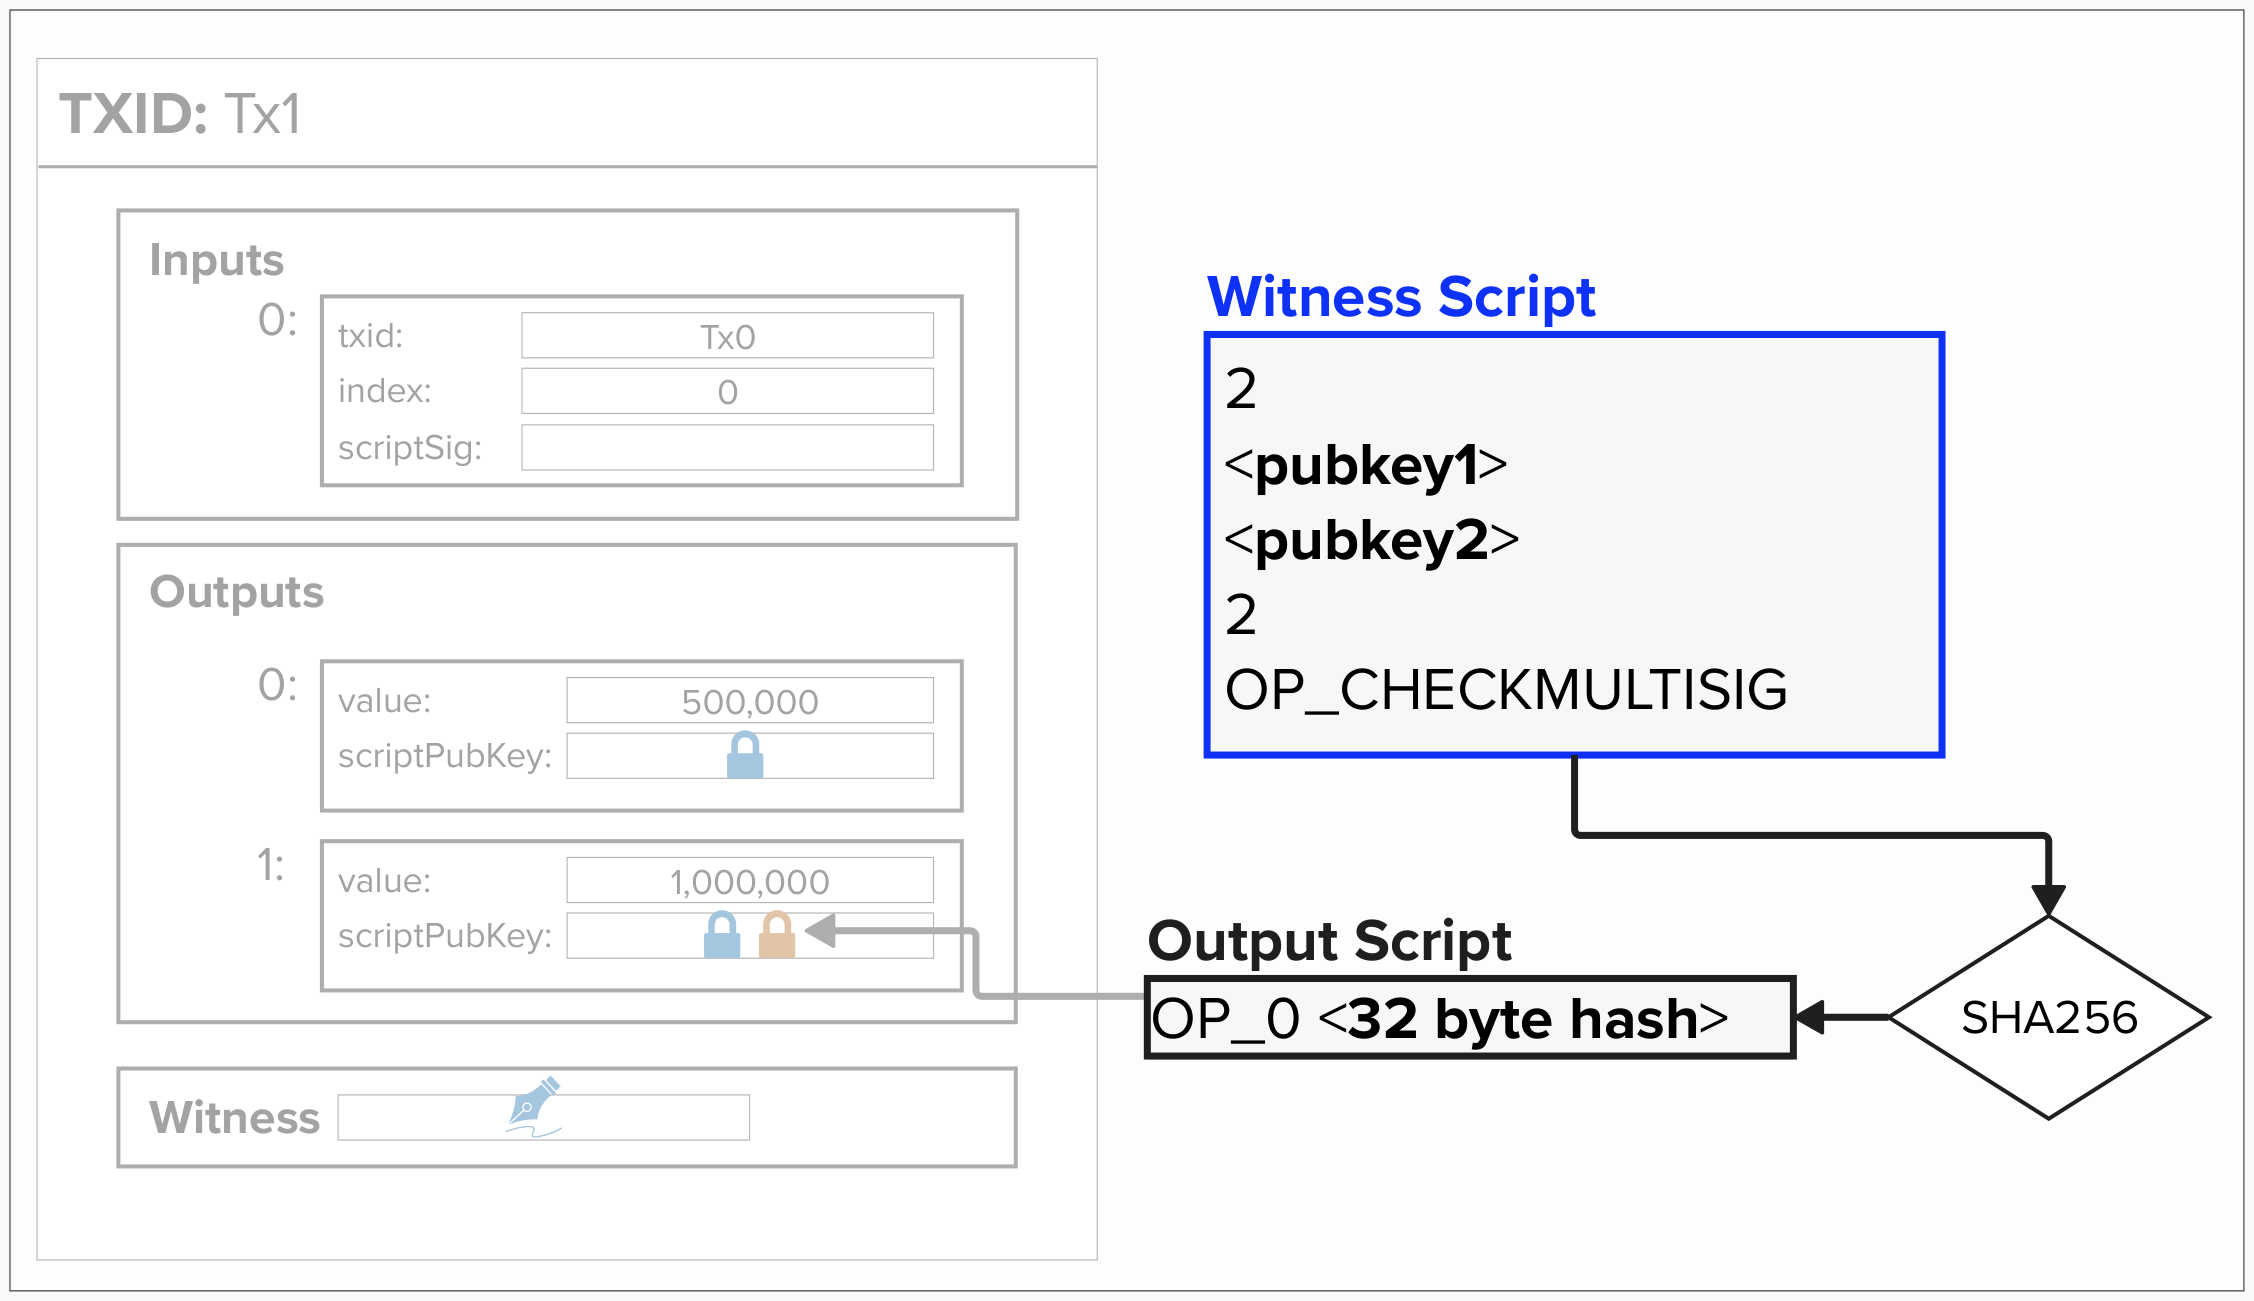 TXID: Tx1
Inputs
0:
txid: Tx0
index: 0
scriptSig:
Outputs
0:
value: 500,000
scriptPubKey:
1:
value: 1,000,000
scriptPubKey:
Witness
Witness Script
2
<pubkey1>
<pubkey2>
2
OP_CHECKMULTISIG
SHA256
Output Script
OP_0 <32 byte hash>